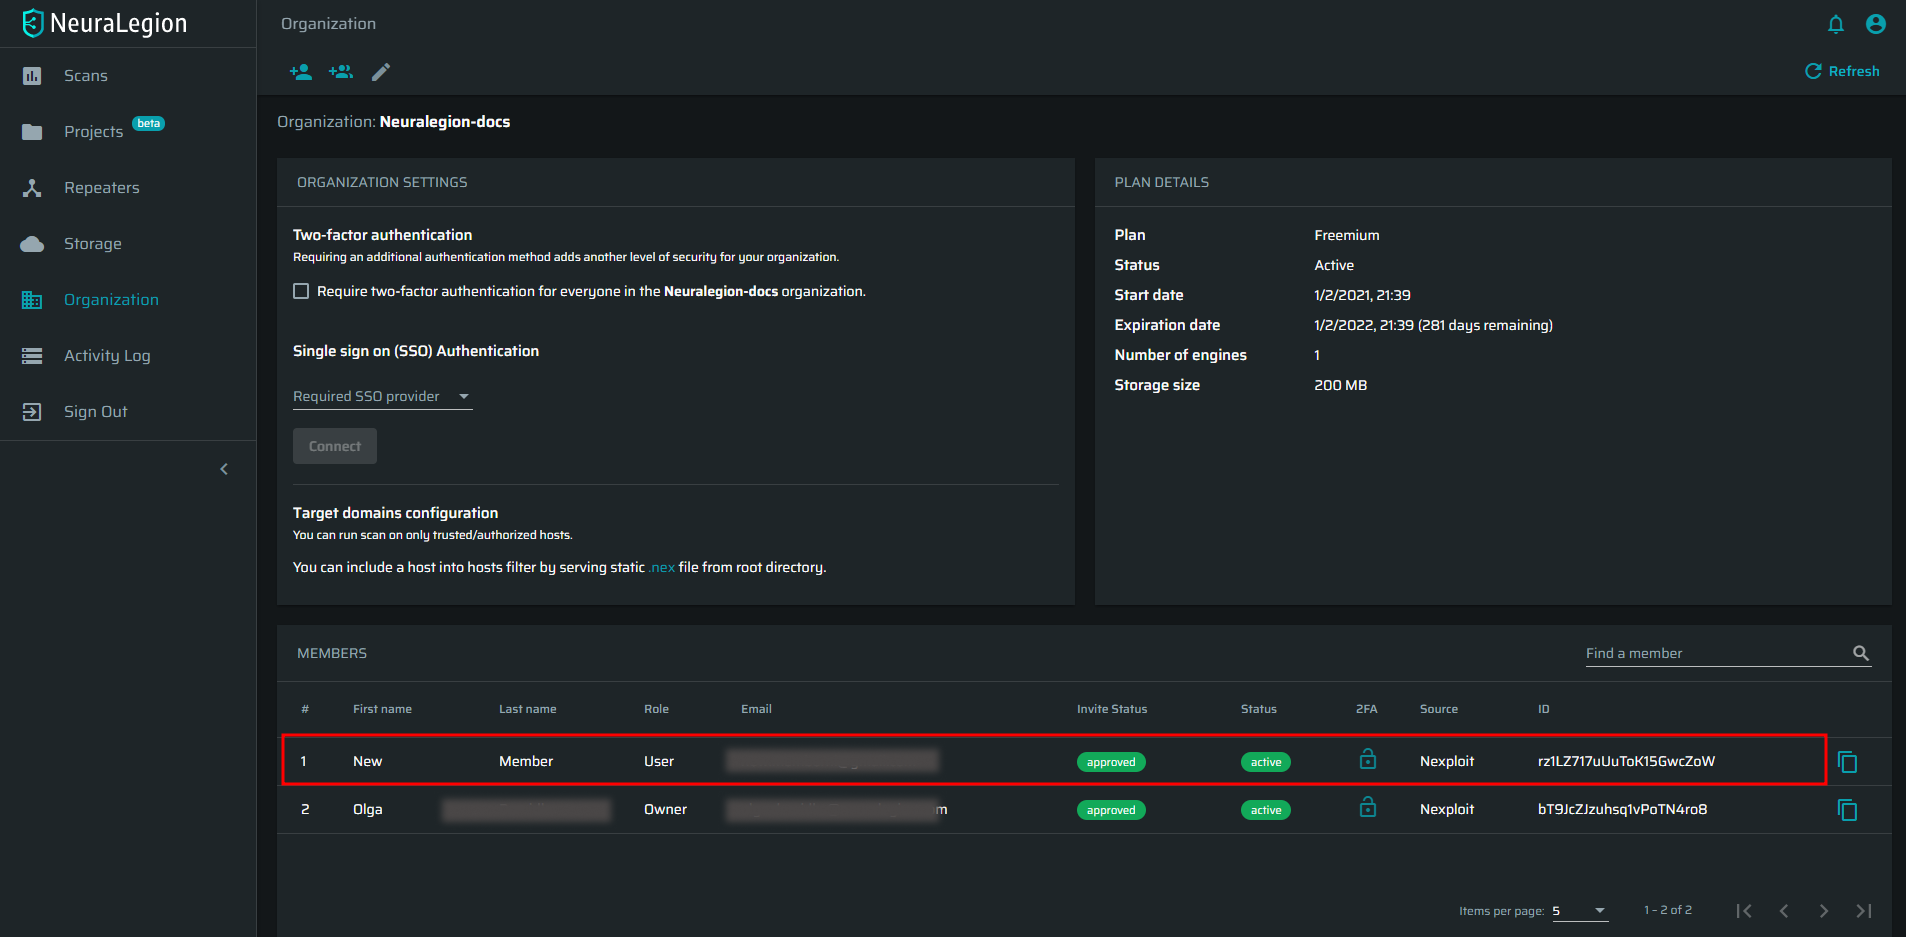 NeuraLegion
Organization
Scans
Projects beta
Repeaters
Storage
Organization
Activity Log
Sign Out
Refresh
Organization: Neuralegion-docs
ORGANIZATION SETTINGS
Two-factor authentication
Requiring an additional authentication method adds another level of security for your organization.
Require two-factor authentication for everyone in the Neuralegion-docs organization.
Single sign on (SSO) Authentication
Required SSO provider
Connect
Target domains configuration
You can run scan on only trusted/authorized hosts.
You can include a host into hosts filter by serving static .nex file from root directory.
PLAN DETAILS
Plan Freemium
Status Active
Start date 1/2/2021, 21:39
Expiration date 1/2/2022, 21:39 (281 days remaining)
Number of engines 1
Storage size 200 MB
MEMBERS
Find a member
# First name Last name Role Email Invite Status Status 2FA Source ID
1 New Member User approved active Nexploit rz1LZ717uUuToK15GwcZoW
2 Olga Owner m approved active Nexploit bT9JcZJzuhsq1vPoTN4ro8
Items per page: 5 1 - 2 of 2